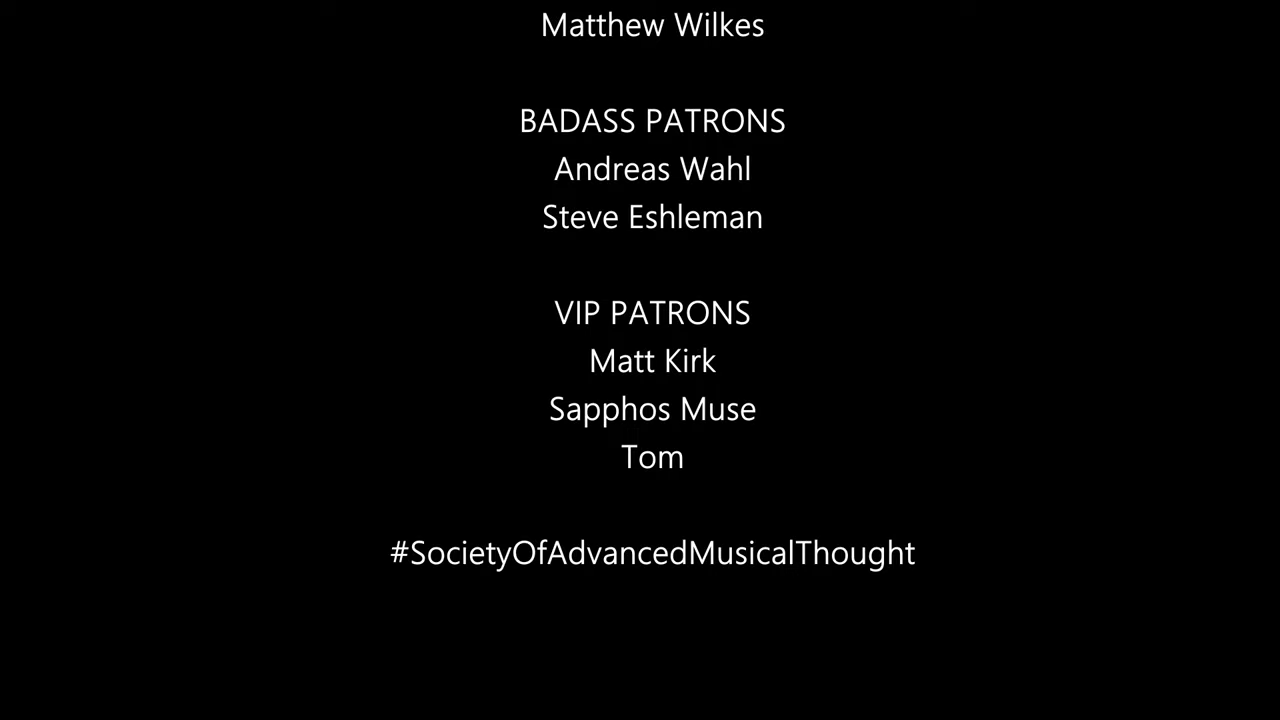 Matthew Wilkes
BADASS PATRONS
Andreas Wahl
Steve Eshleman
VIP PATRONS
Matt Kirk
Sapphos Muse
Tom
#SocietyOfAdvancedMusicalThought